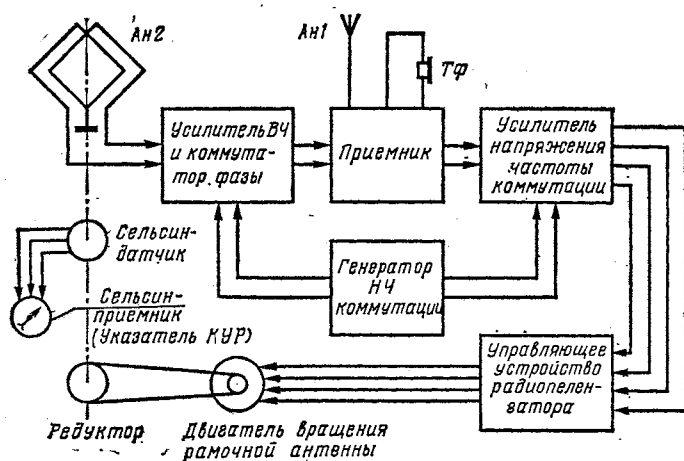 Ан2
Ан1
Тф
Усилитель ВЧ
и коммута-
тор фазы
Приемник
Усилитель
напряжения
частоты
коммутации
Сельсин-
датчик
Генератор
НЧ
коммутации
Сельсин-
приемник
(Указатель КУР)
Управляющее
устройство
радиопелен-
гатора
Редуктор
Двигатель вращения
рамочной антенны